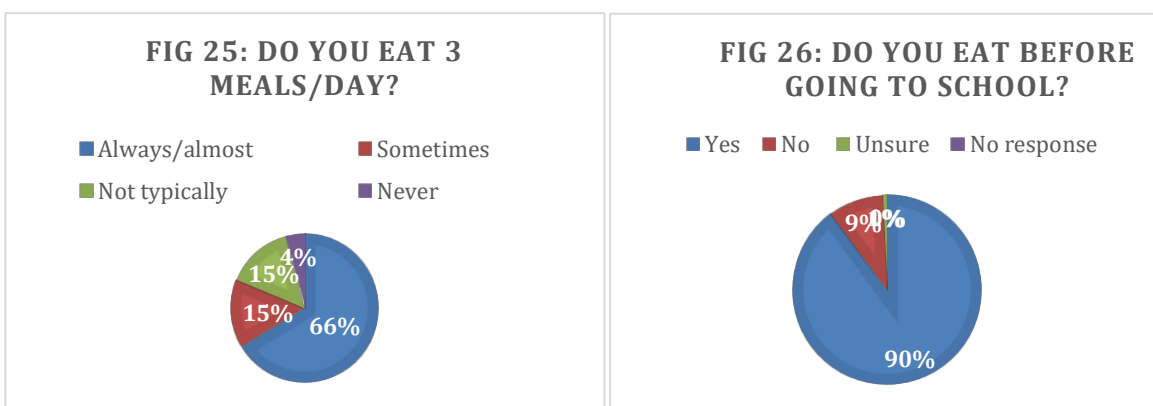 FIG 25: DO YOU EAT 3
MEALS/DAY?
Always/almost
Sometimes
Not typically
Never
4%
15%
15%
66%
FIG 26: DO YOU EAT BEFORE
GOING TO SCHOOL?
Yes
No
Unsure
No response
9%
90%